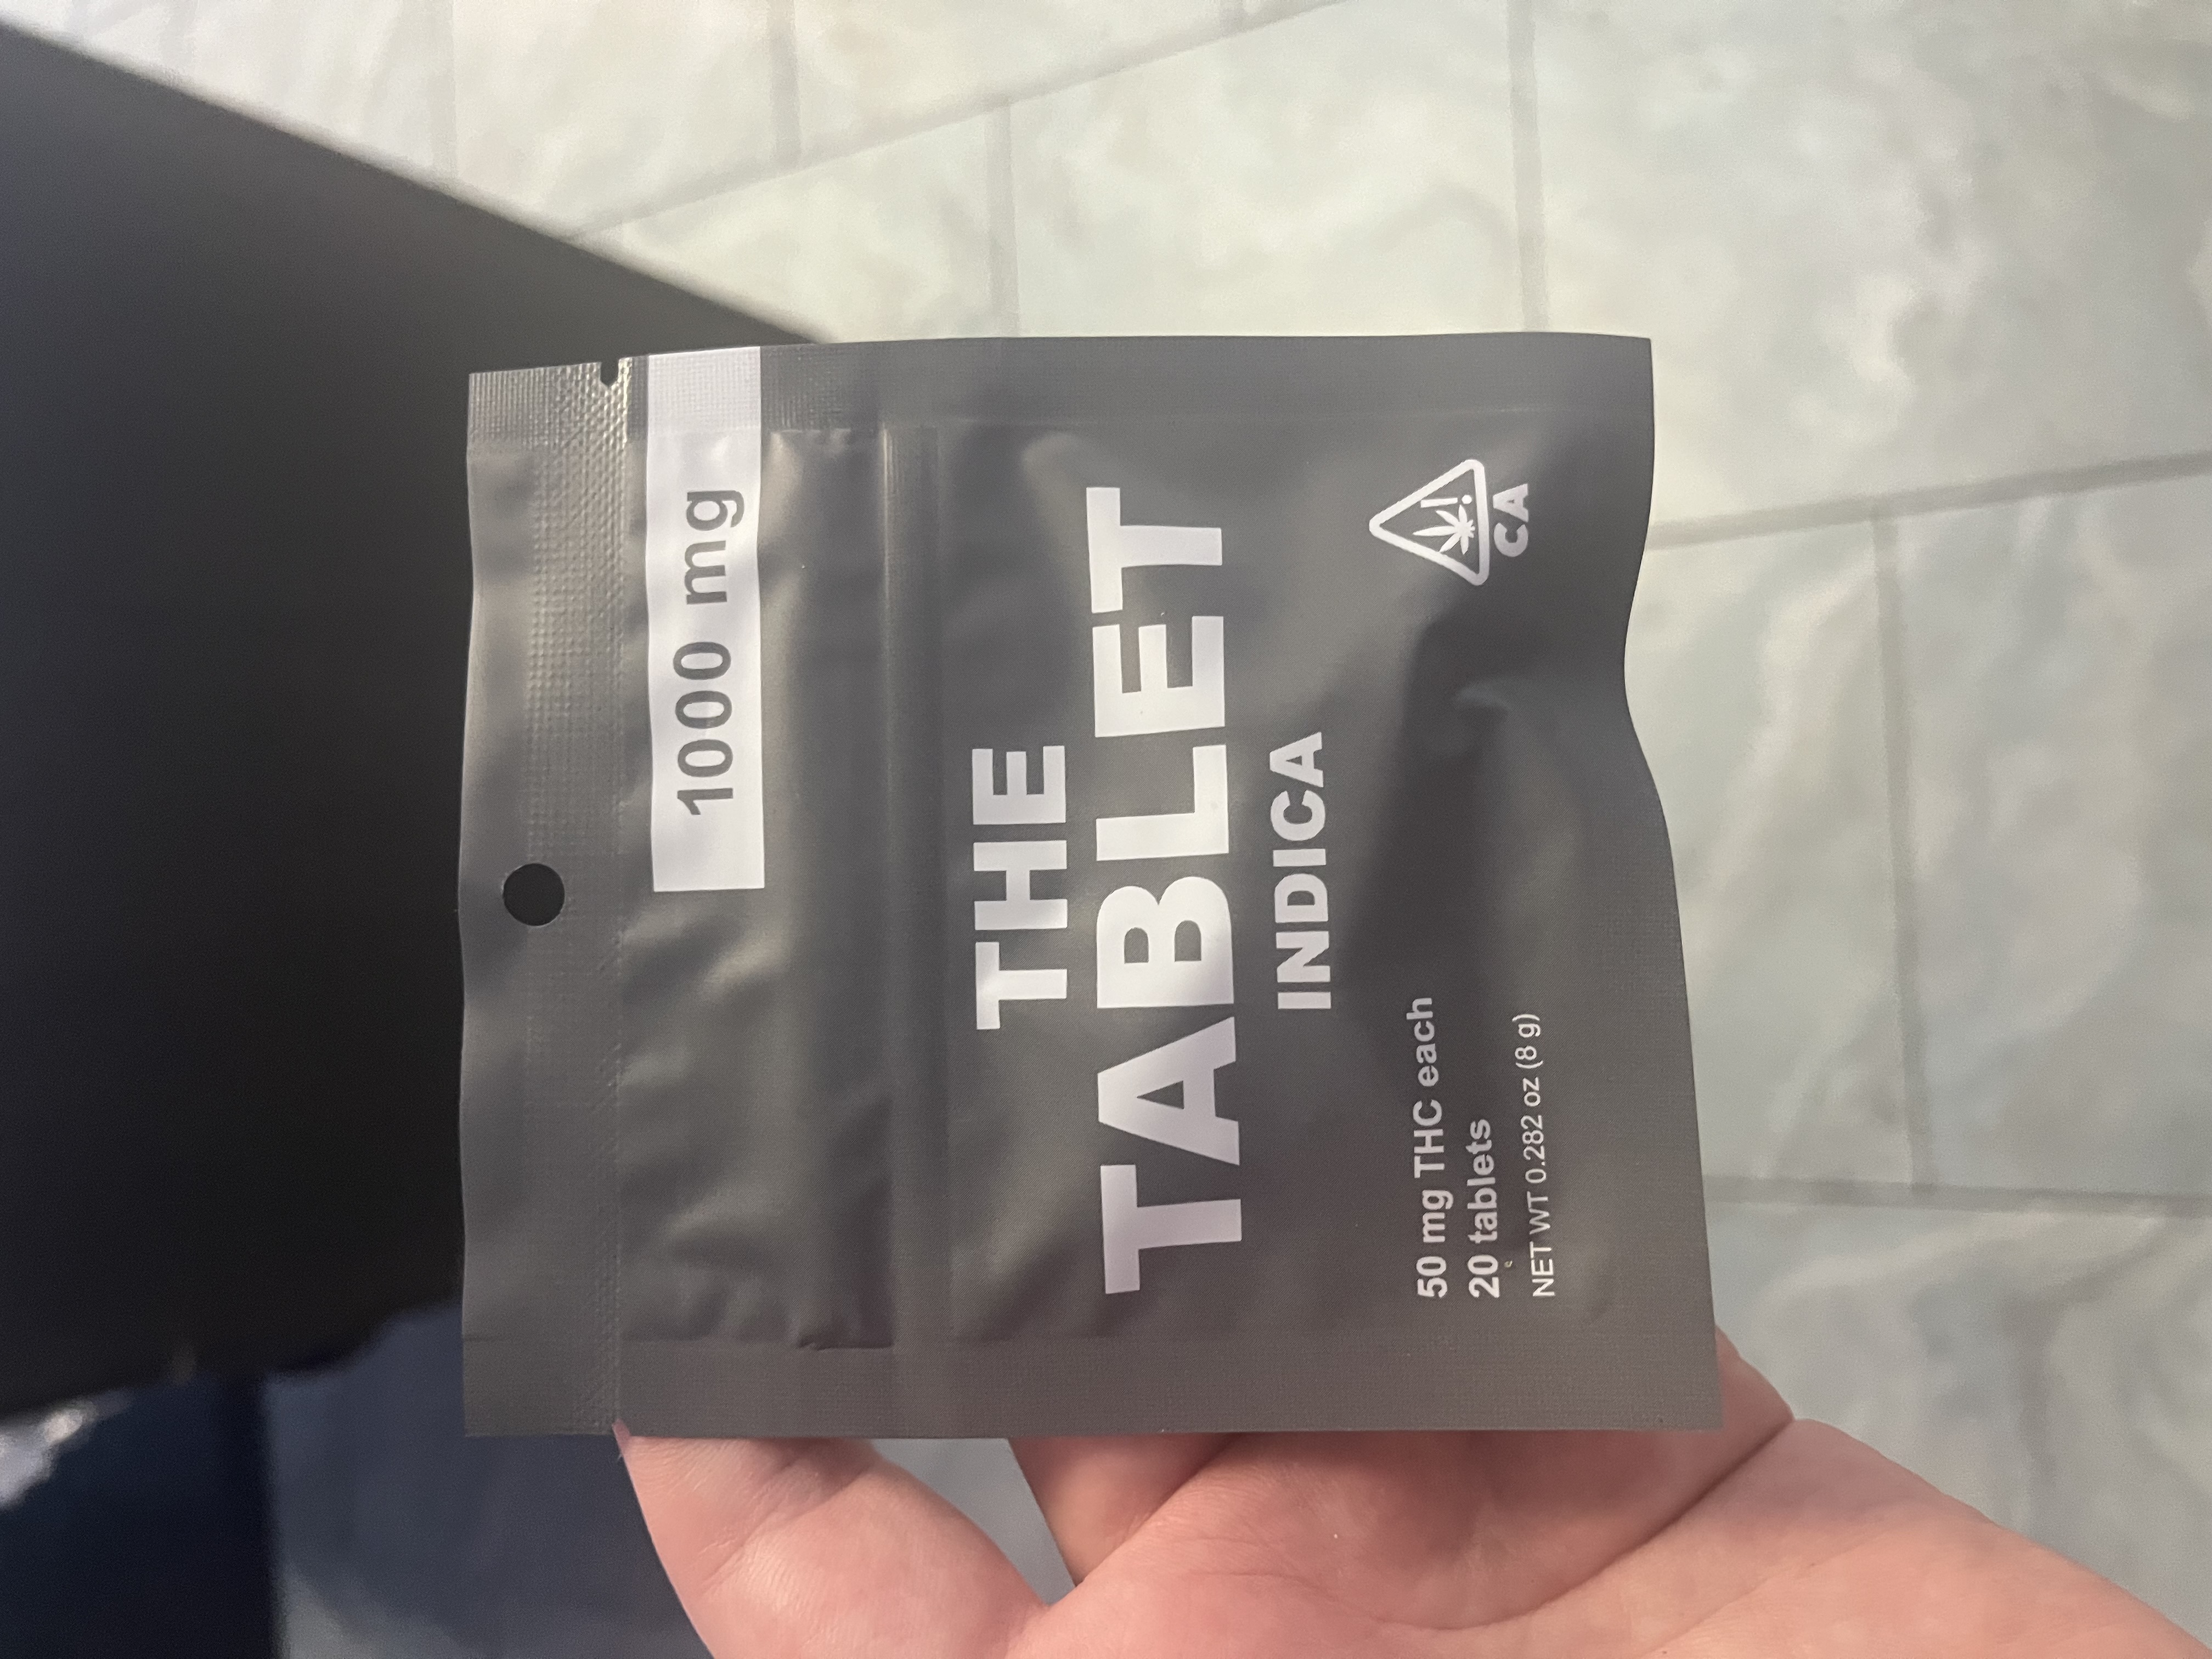 1000 mg
THE
TABLET
INDICA
50 mg THC each
20 tablets
NET WT 0.282 oz (8 g)
!
CA